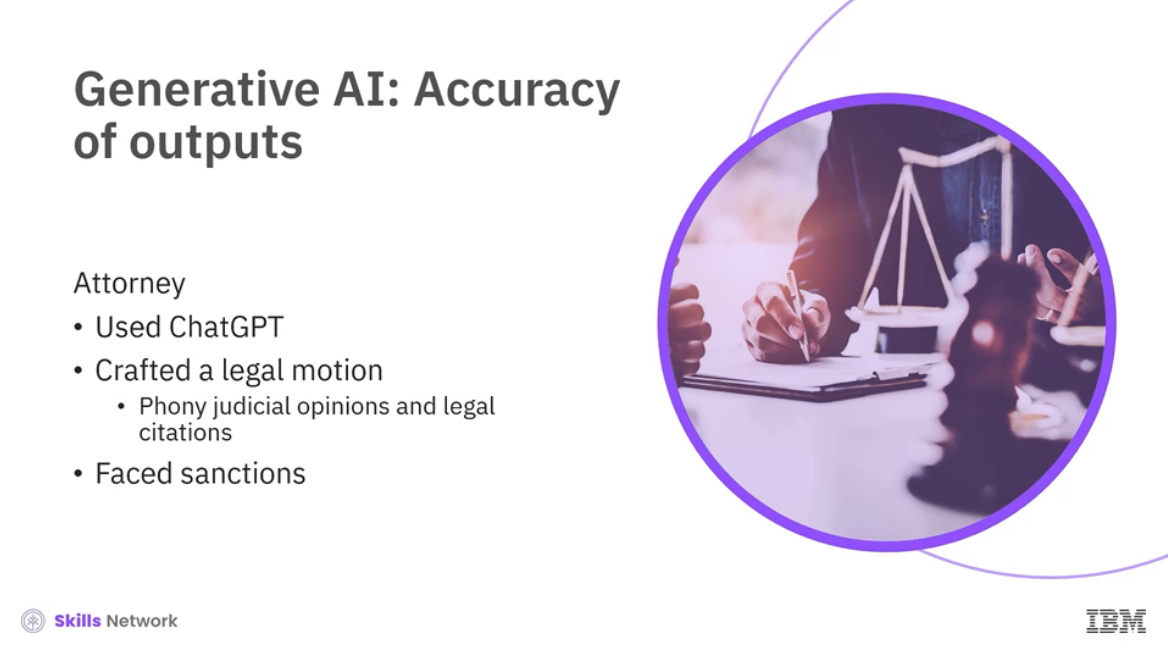 Generative AI: Accuracy
of outputs
Attorney
• Used ChatGPT
• Crafted a legal motion
• Phony judicial opinions and legal
citations
• Faced sanctions
Skills Network
IBM